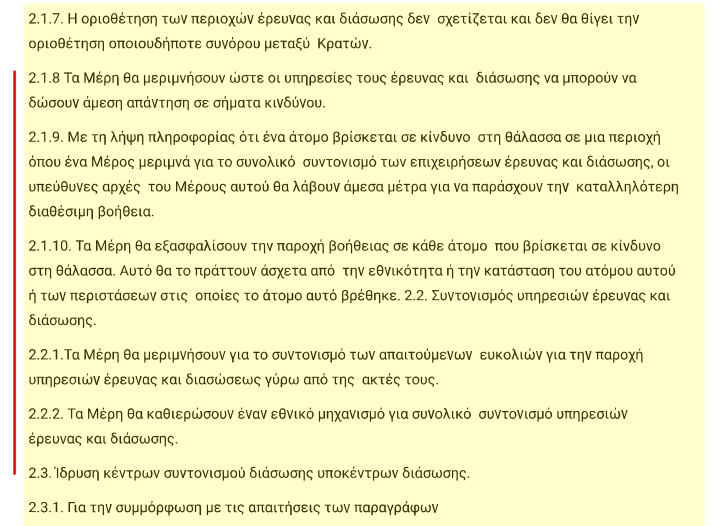 2.1.7. Η οριοθέτηση των περιοχών έρευνας και διάσωσης δεν σχετίζεται και δεν θα θίγει την
οριοθέτηση οποιουδήποτε συνόρου μεταξύ Κρατών.
2.1.8 Τα Μέρη θα μεριμνήσουν ώστε οι υπηρεσίες τους έρευνας και διάσωσης να μπορούν να
δώσουν άμεση απάντηση σε σήματα κινδύνου.
2.1.9. Με τη λήψη πληροφορίας ότι ένα άτομο βρίσκεται σε κίνδυνο στη θάλασσα σε μια περιοχή
όπου ένα Μέρος μεριμνά για το συνολικό συντονισμό των επιχειρήσεων έρευνας και διάσωσης, οι
υπεύθυνες αρχές του Μέρους αυτού θα λάβουν άμεσα μέτρα για να παράσχουν την καταλληλότερη
διαθέσιμη βοήθεια.
2.1.10. Τα Μέρη θα εξασφαλίσουν την παροχή βοήθειας σε κάθε άτομο που βρίσκεται σε κίνδυνο
στη θάλασσα. Αυτό θα το πράττουν άσχετα από την εθνικότητα ή την κατάσταση του ατόμου αυτού
ή των περιστάσεων στις οποίες το άτομο αυτό βρέθηκε. 2.2. Συντονισμός υπηρεσιών έρευνας και
διάσωσης.
2.2.1.Τα Μέρη θα μεριμνήσουν για το συντονισμό των απαιτούμενων ευκολιών για την παροχή
υπηρεσιών έρευνας και διασώσεως γύρω από της ακτές τους.
2.2.2. Τα Μέρη θα καθιερώσουν έναν εθνικό μηχανισμό για συνολικό συντονισμό υπηρεσιών
έρευνας και διάσωσης.
2.3. Ίδρυση κέντρων συντονισμού διάσωσης υποκέντρων διάσωσης.
2.3.1. Για την συμμόρφωση με τις απαιτήσεις των παραγράφων